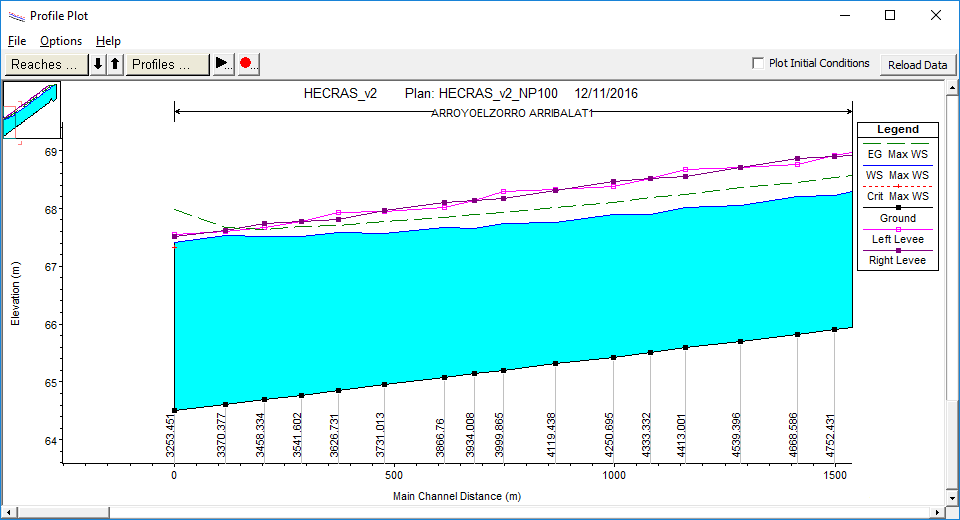 Profile Plot
File Options Help
Reaches ... Profiles ... ... ... Plot Initial Conditions Reload Data
HECRAS_v2 Plan: HECRAS_v2_NP100 12/11/2016
ARROYOELZORRO ARRIBALAT1
Legend
EG Max WS
WS Max WS
Crit Max WS
Ground
Left Levee
Right Levee
Elevation (m)
69
68
67
66
65
64
3253.451
3370.377
3458.334
3541.602
3626.731
3731.013
3866.76
3934.008
3999.865
4119.438
4250.695
4333.332
4413.001
4539.396
4668.586
4752.431
0 500 1000 1500
Main Channel Distance (m)